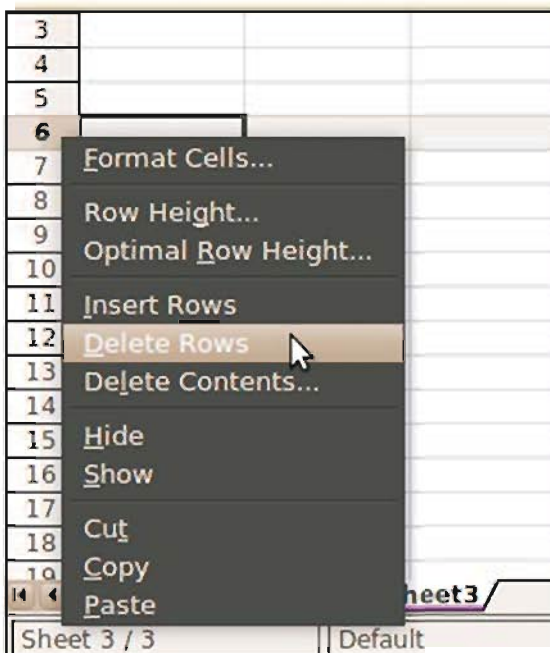 3
4
5
6
7
8
9
10
11
12
13
14
15
16
17
18
19
Format Cells...
Row Height...
Optimal Row Height...
Insert Rows
Delete Rows
Delete Contents...
Hide
Show
Cut
Copy
Paste
heet3
Sheet 3 / 3
Default